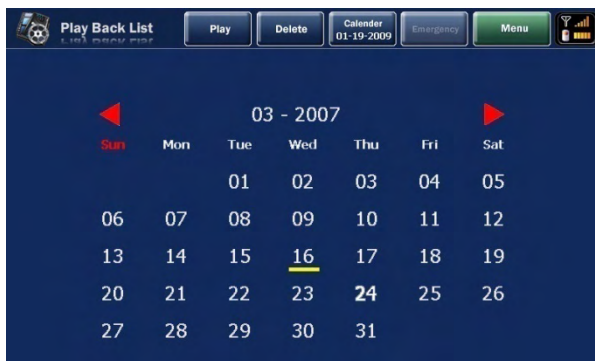 Play Back List
Play
Delete
Calender
01-19-2009
Emergency
Menu
03 - 2007
Sun Mon Tue Wed Thu Fri Sat
01 02 03 04 05
06 07 08 09 10 11 12
13 14 15 16 17 18 19
20 21 22 23 24 25 26
27 28 29 30 31